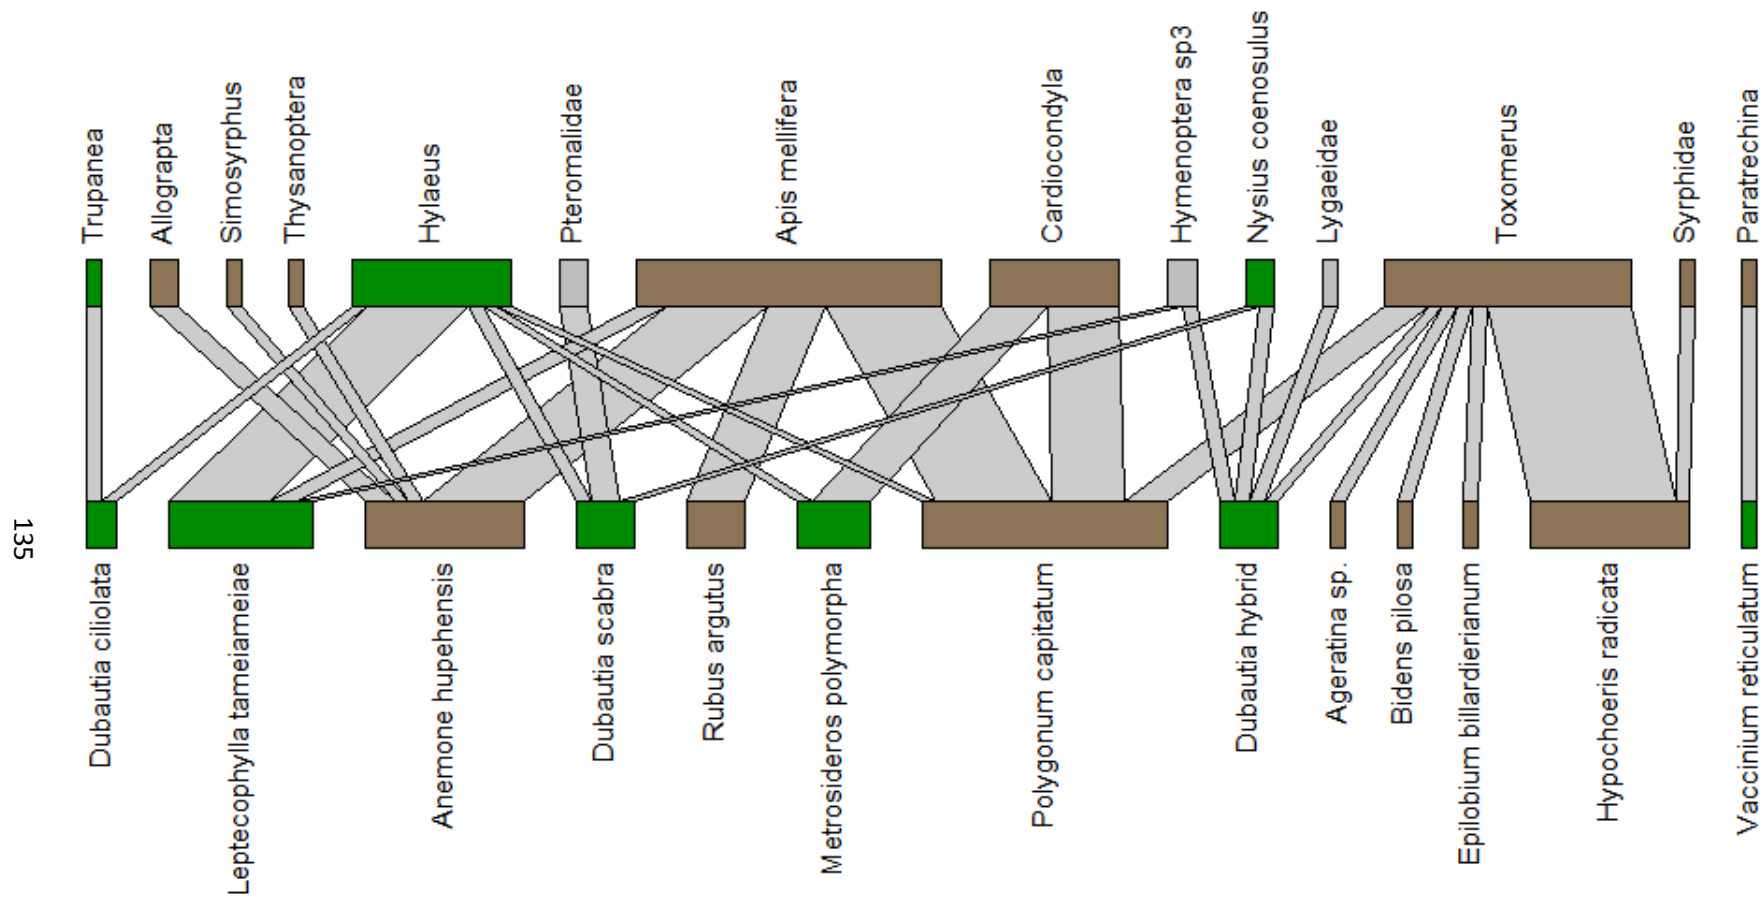 Trupanea
Allograpta
Simosyrphus
Thysanoptera
Hylaeus
Pteromalidae
Apis mellifera
Cardiocondyla
Hymenoptera sp3
Nysius coenosulus
Lygaeidae
Toxomerus
Syrphidae
Paratrechina
Dubautia ciliolata
Leptecophylla tameiameiae
Anemone hupehensis
Dubautia scabra
Rubus argutus
Metrosideros polymorpha
Polygonum capitatum
Dubautia hybrid
Ageratina sp.
Bidens pilosa
Epilobium billardierianum
Hypochoeris radicata
Vaccinium reticulatum
135